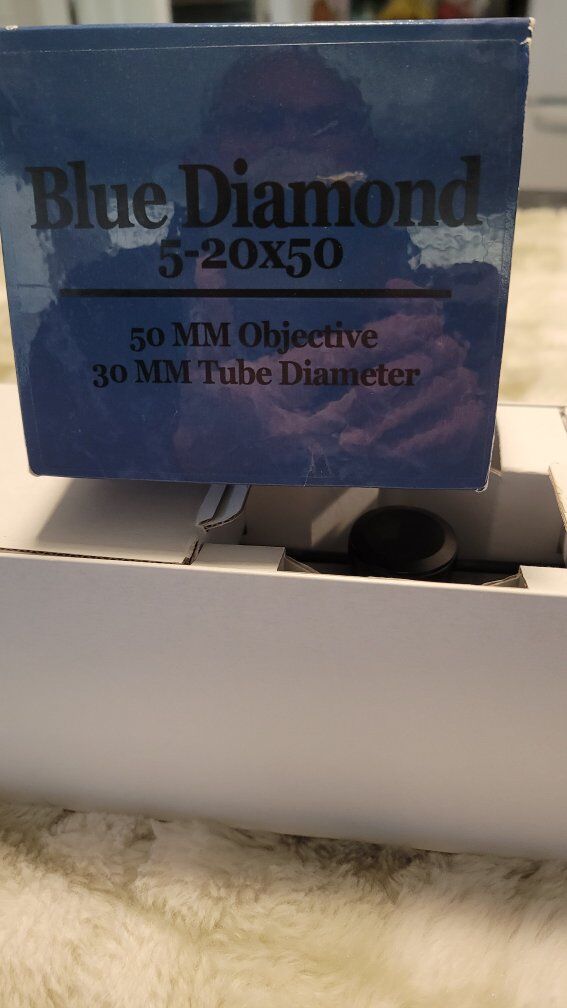 Blue Diamond
5-20x50
50 MM Objective
30 MM Tube Diameter